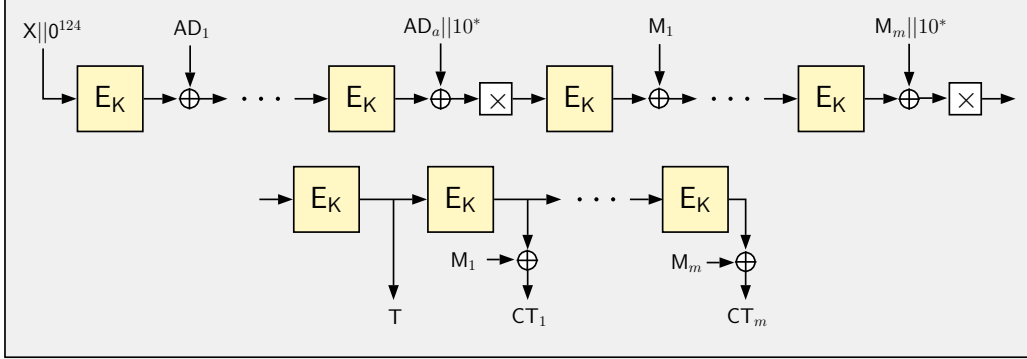 X||0^{124} AD_1 AD_a||10^* M_1 M_m||10^*
E_K · · · E_K × E_K · · · E_K ×
E_K E_K · · · E_K
M_1 M_m
T CT_1 CT_m